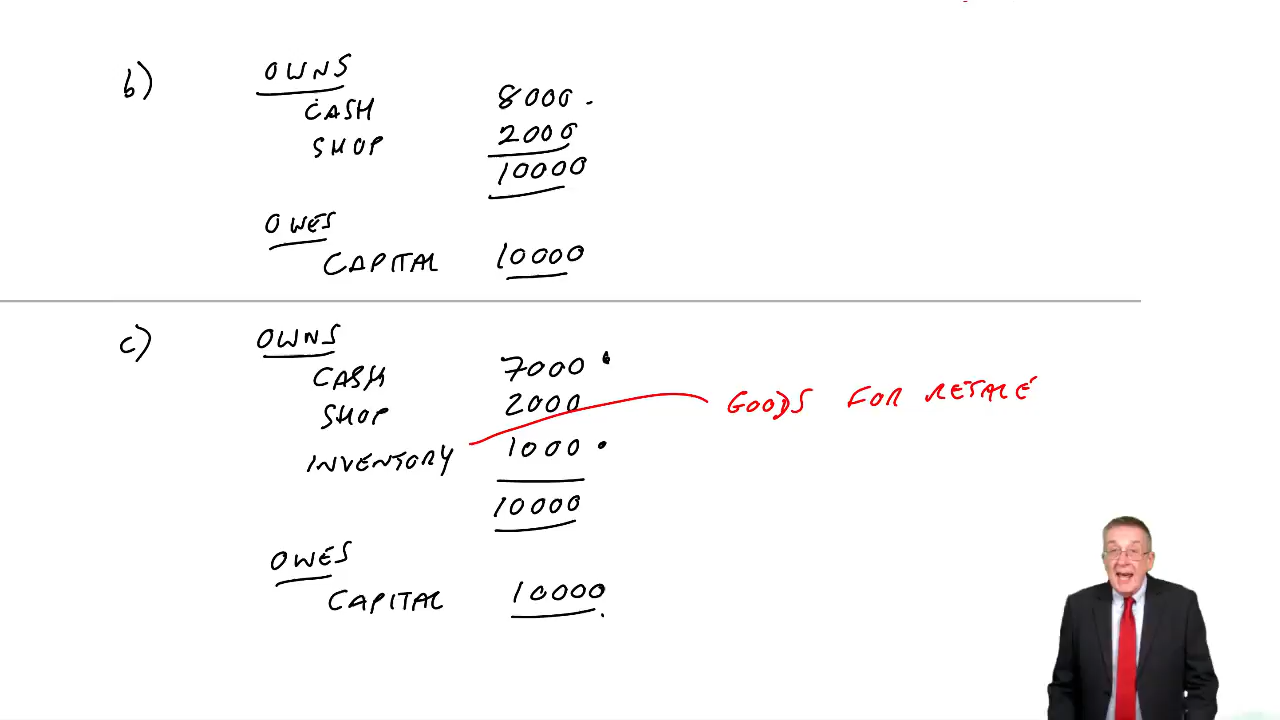 b) OWNS
CASH 8000
SHOP 2000
10000
OWES
CAPITAL 10000
c) OWNS
CASH 7000
SHOP 2000
GOODS FOR RESALE
INVENTORY 1000
10000
OWES
CAPITAL 10000